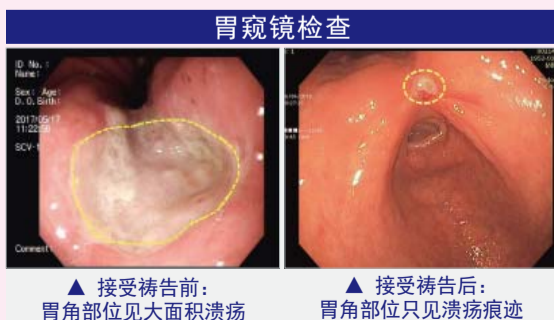 胃窥镜检查
ID No.:
Name:
Sex: Age:
D.O.Birth:
2017/05/17
11:22:58
SCV-1
Comment:
▲ 接受祷告前:
胃角部位见大面积溃疡
▲ 接受祷告后:
胃角部位只见溃疡痕迹